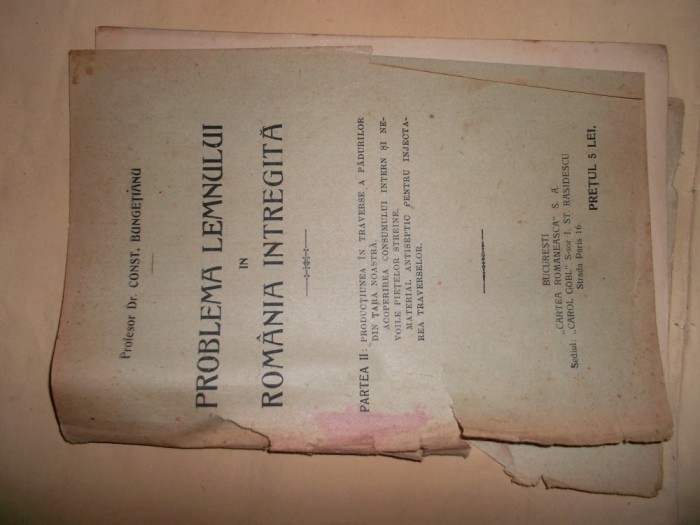 Profesor Dr. CONST. BUNGEȚIANU
PROBLEMA LEMNULUI
IN
ROMÂNIA INTREGITĂ
PARTEA II: PRODUCȚIUNEA ÎN TRAVERSE A PĂDURILOR
DIN ȚARA NOASTRĂ.
ACOPERIREA CONSUMULUI INTERN ȘI NE-
VOILE PIEȚELOR STREINE.
MATERIAL ANTISEPTIC PENTRU INJECTA-
REA TRAVERSELOR.
BUCUREȘTI
„CARTEA ROMANEASCA" S. A.
Sediul: „CAROL GÖBL" S-sor I. ST. RASIDESCU
Strada Paris 16
PREȚUL 5 LEI.